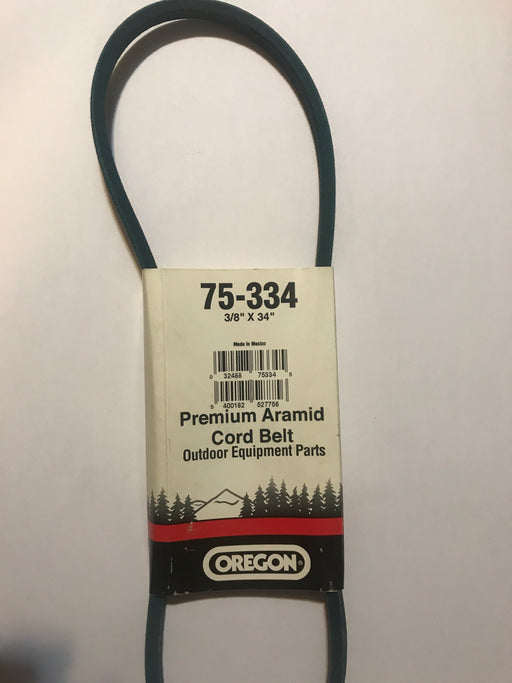 75-334
3/8" X 34"
Made in Mexico
0 32488 75334 5
5 400182 527756
Premium Aramid
Cord Belt
Outdoor Equipment Parts
OREGON®